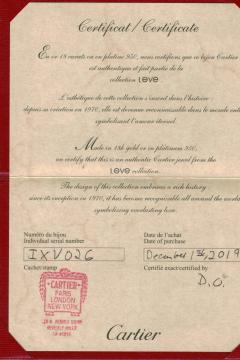 Certificat / Certificate
En or 18 carats ou en platine 950, nous certifions que ce bijou Cartier
est authentique et fait partie de la
collection LOVE
L'esthétique de cette collection s'inscrit dans l'histoire
depuis sa création en 1970, elle est devenue reconnaissable dans le monde entier
symbolisant l'amour éternel.
Made in 18k gold or in platinum 950,
we certify that this is an authentic Cartier jewel from the
LOVE collection.
The design of this collection embraces a rich history
since its creation in 1970, it has become recognizable all around the world
symbolizing everlasting love.
Numéro du bijou
Individual serial number
IXV026
Date de l'achat
Date of purchase
December 1st/2019
Cachet/stamp
Certifié exact/certified by
D.O.
CARTIER
PARIS
LONDON
NEW YORK
BEVERLY HILLS
Cartier